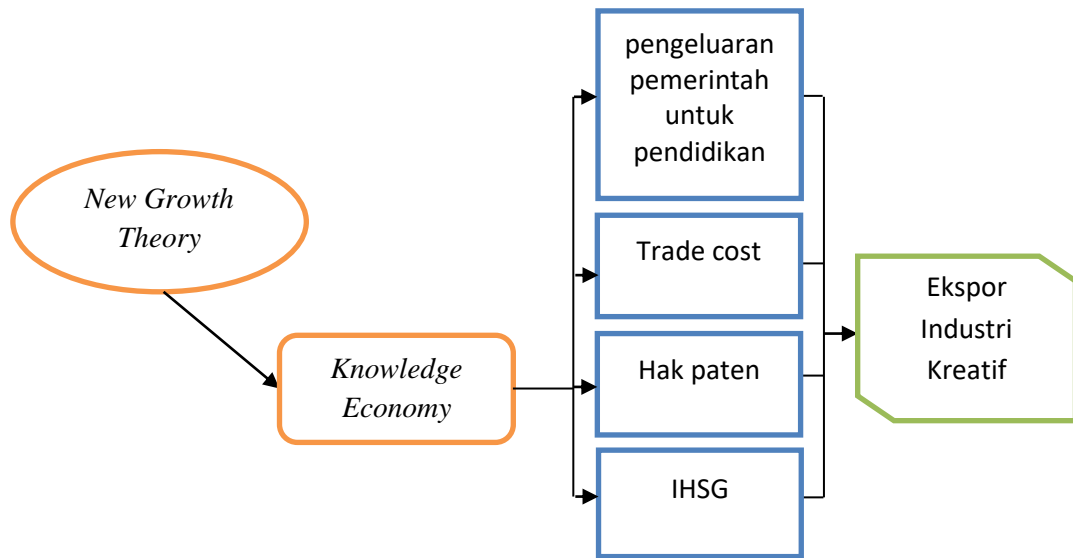 New Growth
Theory
Knowledge
Economy
pengeluaran
pemerintah
untuk
pendidikan
Trade cost
Hak paten
IHSG
Ekspor
Industri
Kreatif